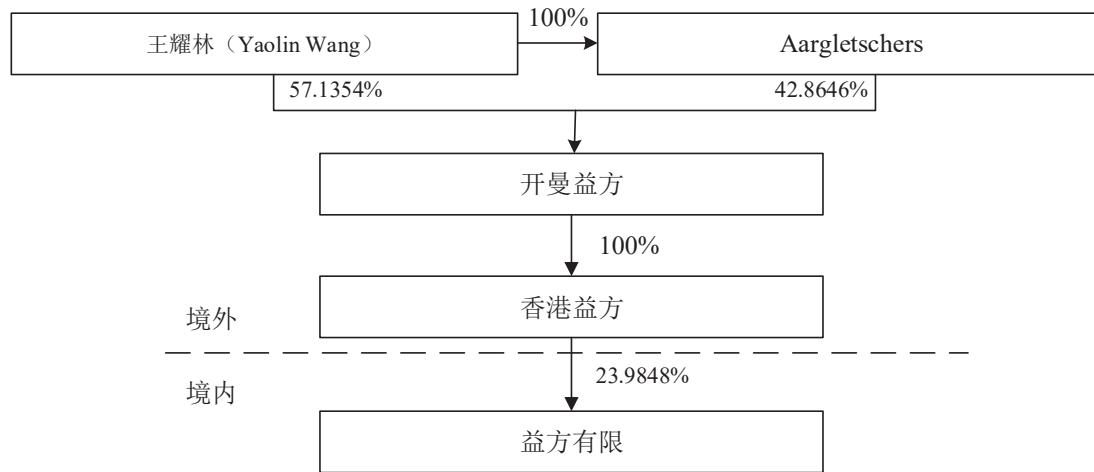 100%
王耀林（Yaolin Wang）
Aargletschers
57.1354%
42.8646%
开曼益方
100%
香港益方
境外
23.9848%
境内
益方有限